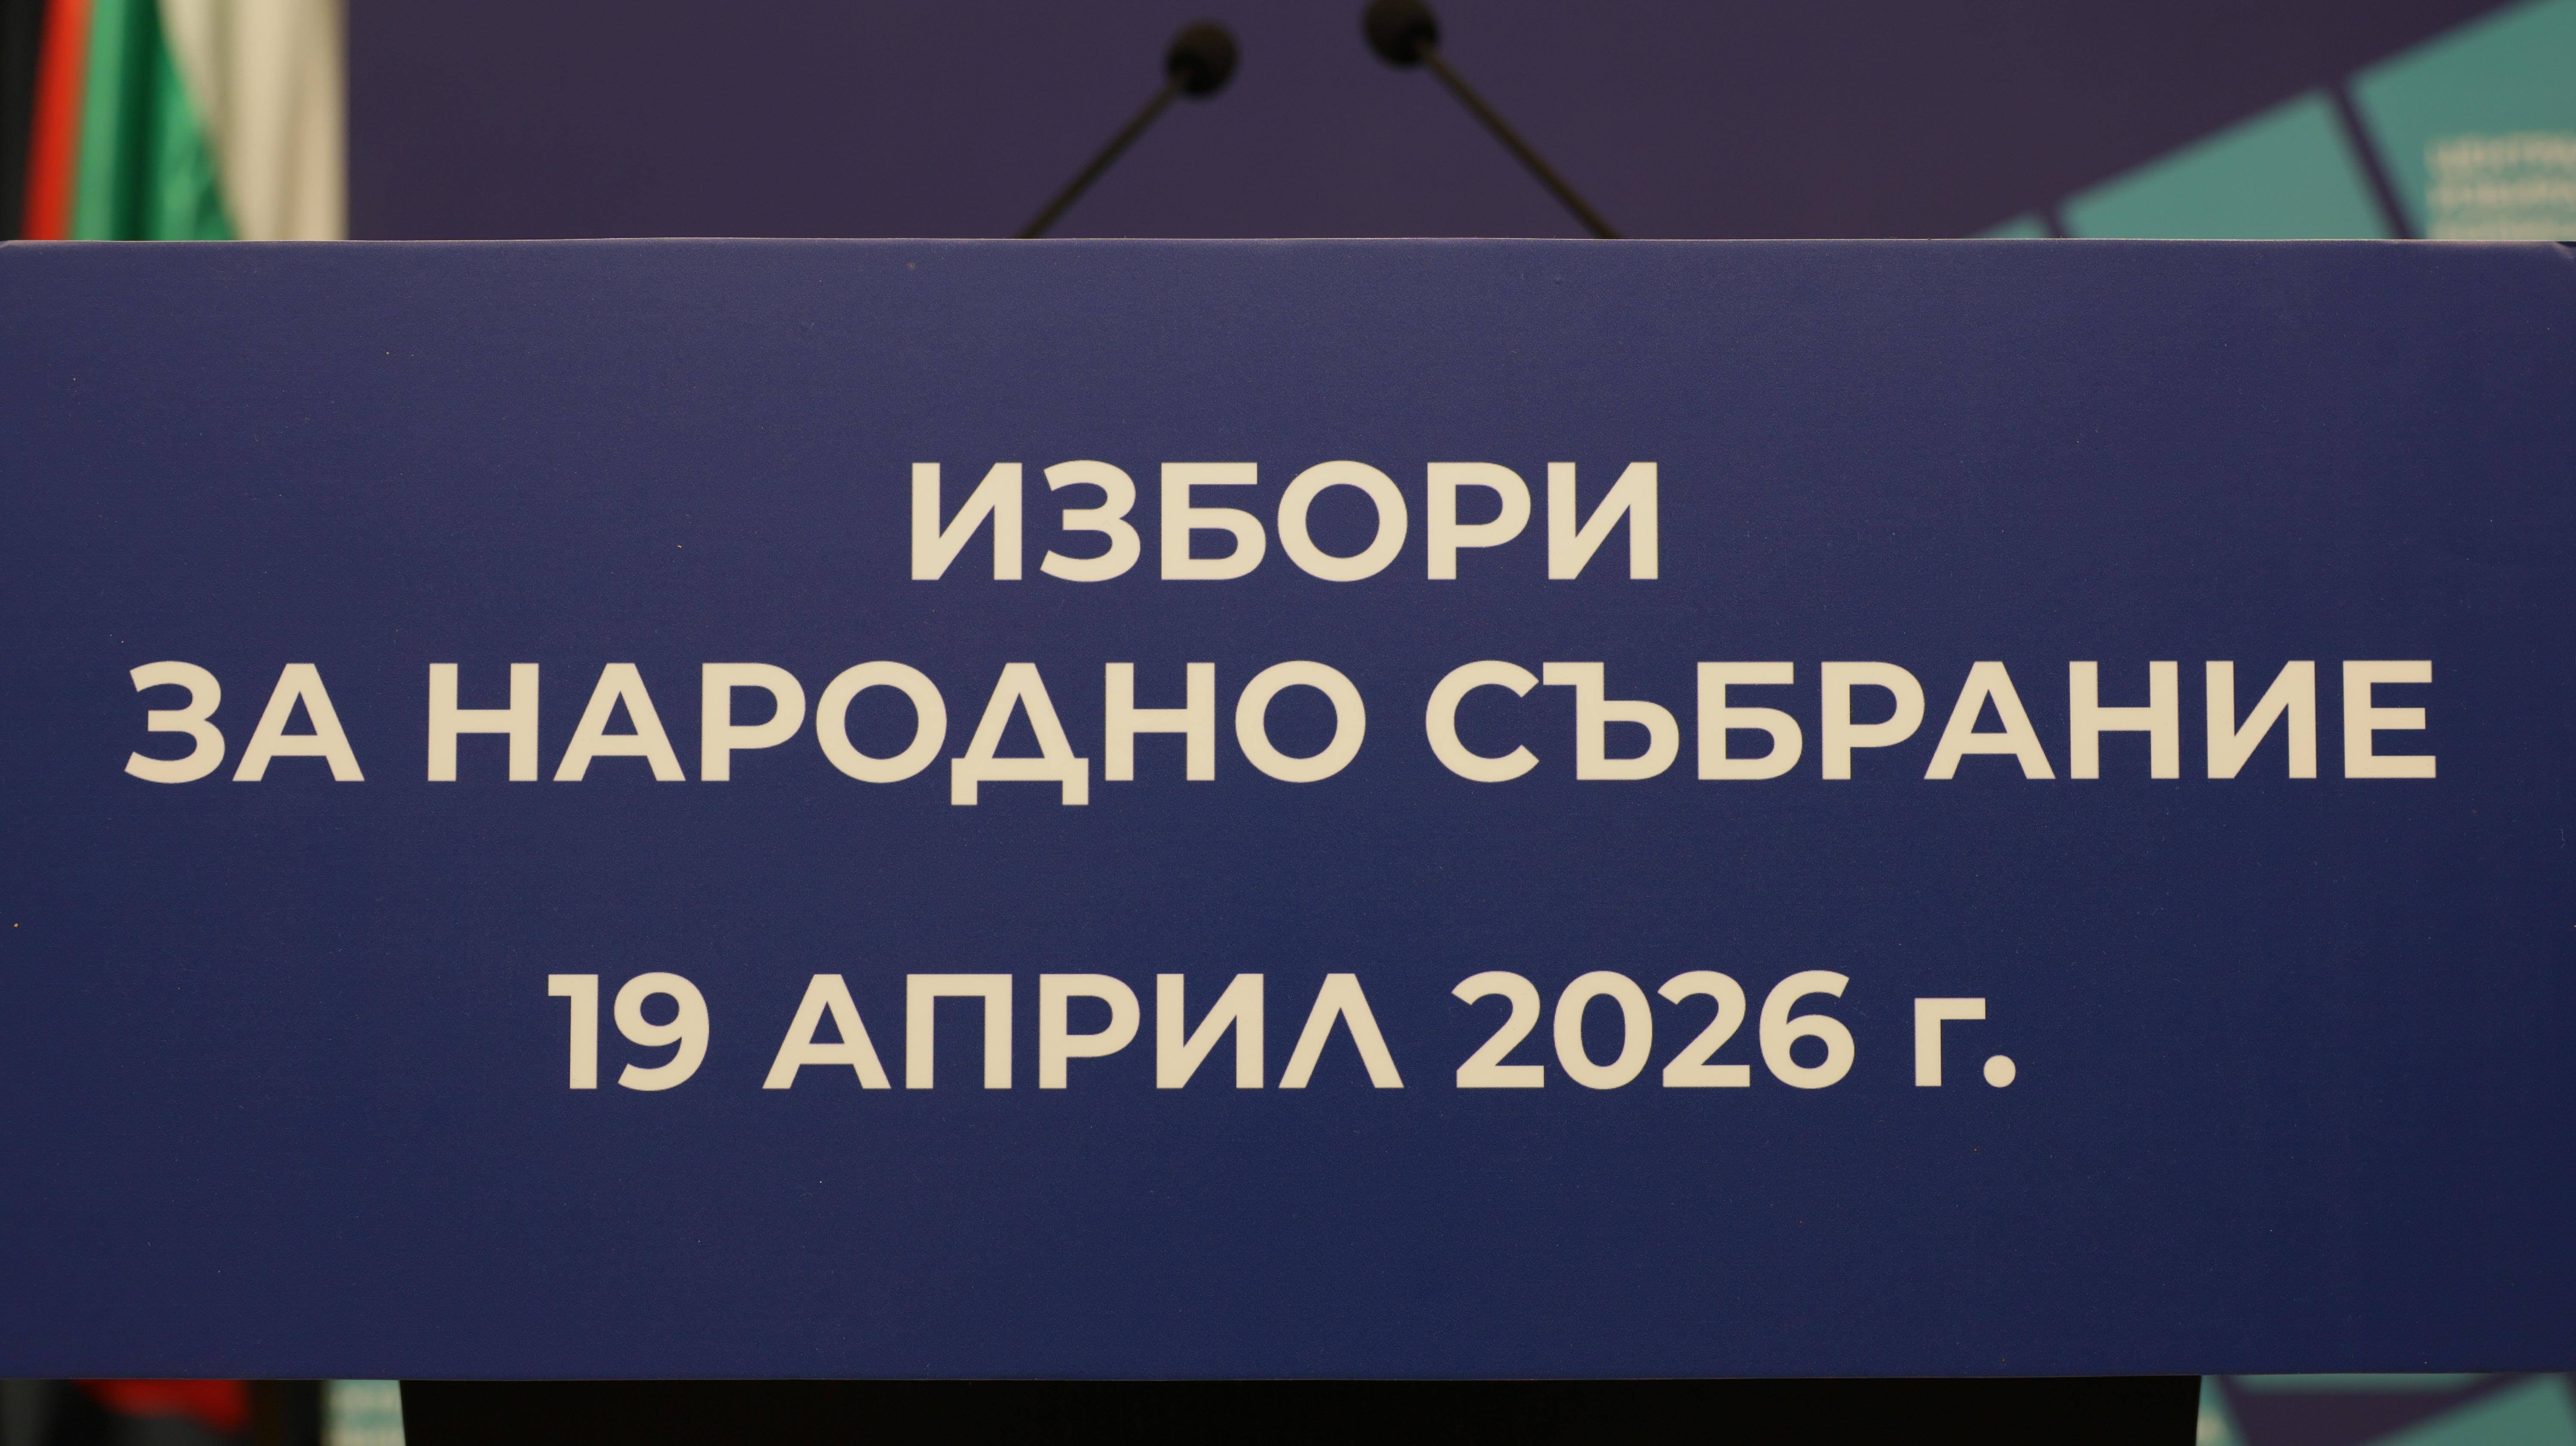 ИЗБОРИ
ЗА НАРОДНО СЪБРАНИЕ
19 АПРИЛ 2026 г.